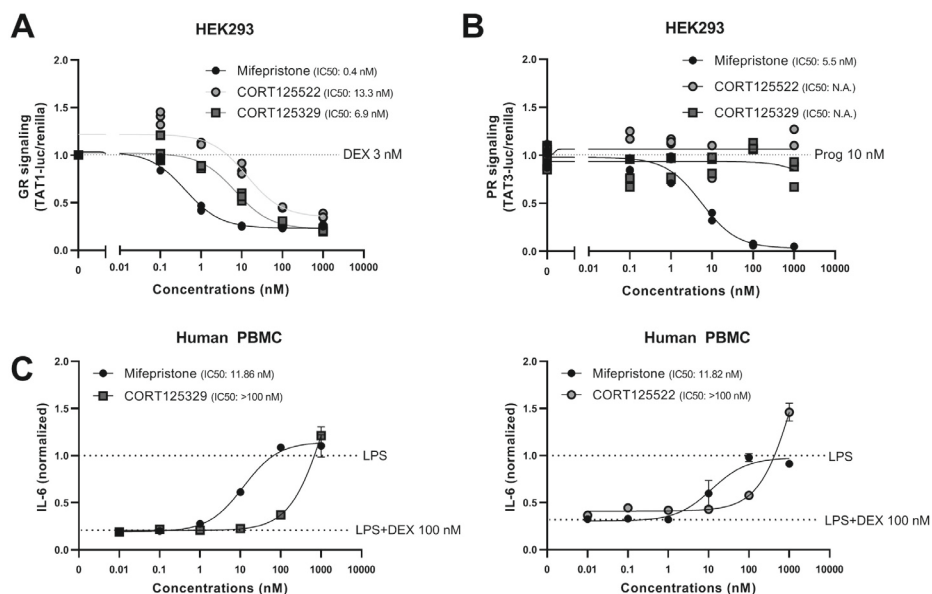 A
HEK293
Mifepristone (IC50: 0.4 nM)
CORT125522 (IC50: 13.3 nM)
CORT125329 (IC50: 6.9 nM)
DEX 3 nM
GR signaling
(TAT1-luc/renilla)
2.0
1.5
1.0
0.5
0.0
0 0.01 0.1 1 10 100 1000 10000
Concentrations (nM)
B
HEK293
Mifepristone (IC50: 5.5 nM)
CORT125522 (IC50: N.A.)
CORT125329 (IC50: N.A.)
Prog 10 nM
PR signaling
(TAT3-luc/renilla)
2.0
1.5
1.0
0.5
0.0
0 0.01 0.1 1 10 100 1000 10000
Concentrations (nM)
C
Human PBMC
Mifepristone (IC50: 11.86 nM)
CORT125329 (IC50: >100 nM)
LPS
LPS+DEX 100 nM
IL-6 (normalized)
2.0
1.5
1.0
0.5
0.0
0.01 0.1 1 10 100 1000 10000
Concentrations (nM)
Human PBMC
Mifepristone (IC50: 11.82 nM)
CORT125522 (IC50: >100 nM)
LPS
LPS+DEX 100 nM
IL-6 (normalized)
2.0
1.5
1.0
0.5
0.0
0.01 0.1 1 10 100 1000 10000
Concentrations (nM)